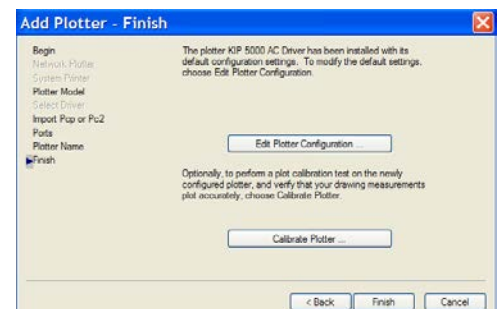 Add Plotter - Finish
Begin
Network Plotter
System Printer
Plotter Model
Select Driver
Import Pcp or Pc2
Ports
Plotter Name
Finish
The plotter KIP 5000 AC Driver has been installed with its
default configuration settings. To modify the default settings,
choose Edit Plotter Configuration.
Edit Plotter Configuration ...
Optionally, to perform a plot calibration test on the newly
configured plotter, and verify that your drawing measurements
plot accurately, choose Calibrate Plotter.
Calibrate Plotter ...
< Back Finish Cancel